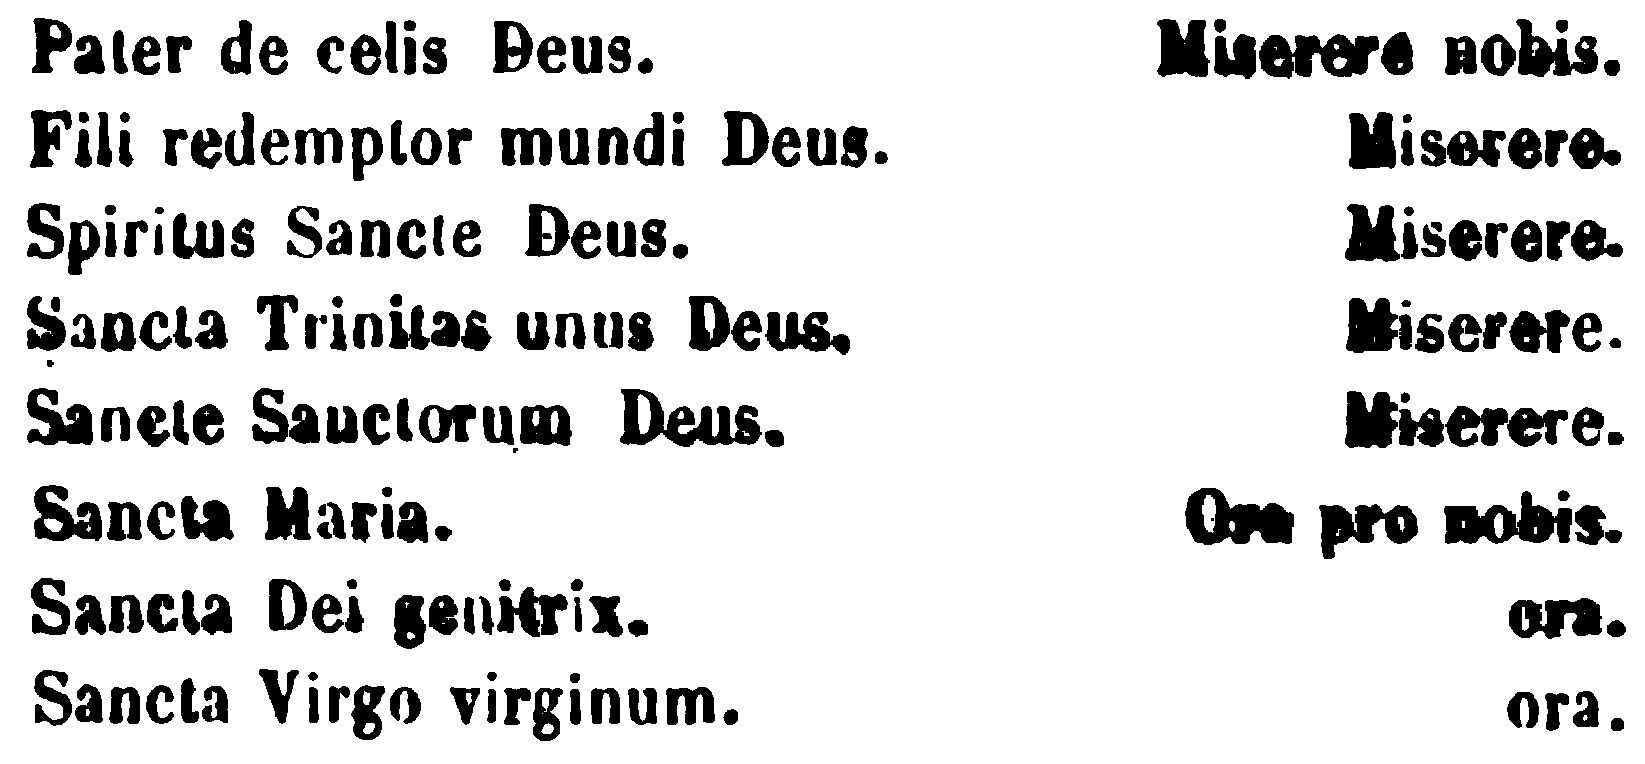 Pater de celis Deus. Miserere nobis.
Fili redemptor mundi Deus. Miserere.
Spiritus Sancte Deus. Miserere.
Sancta Trinitas unus Deus. Miserere.
Sancte Sauctorum Deus. Miserere.
Sancta Maria. Ora pro nobis.
Sancta Dei genitrix. ora.
Sancta Virgo virginum. ora.